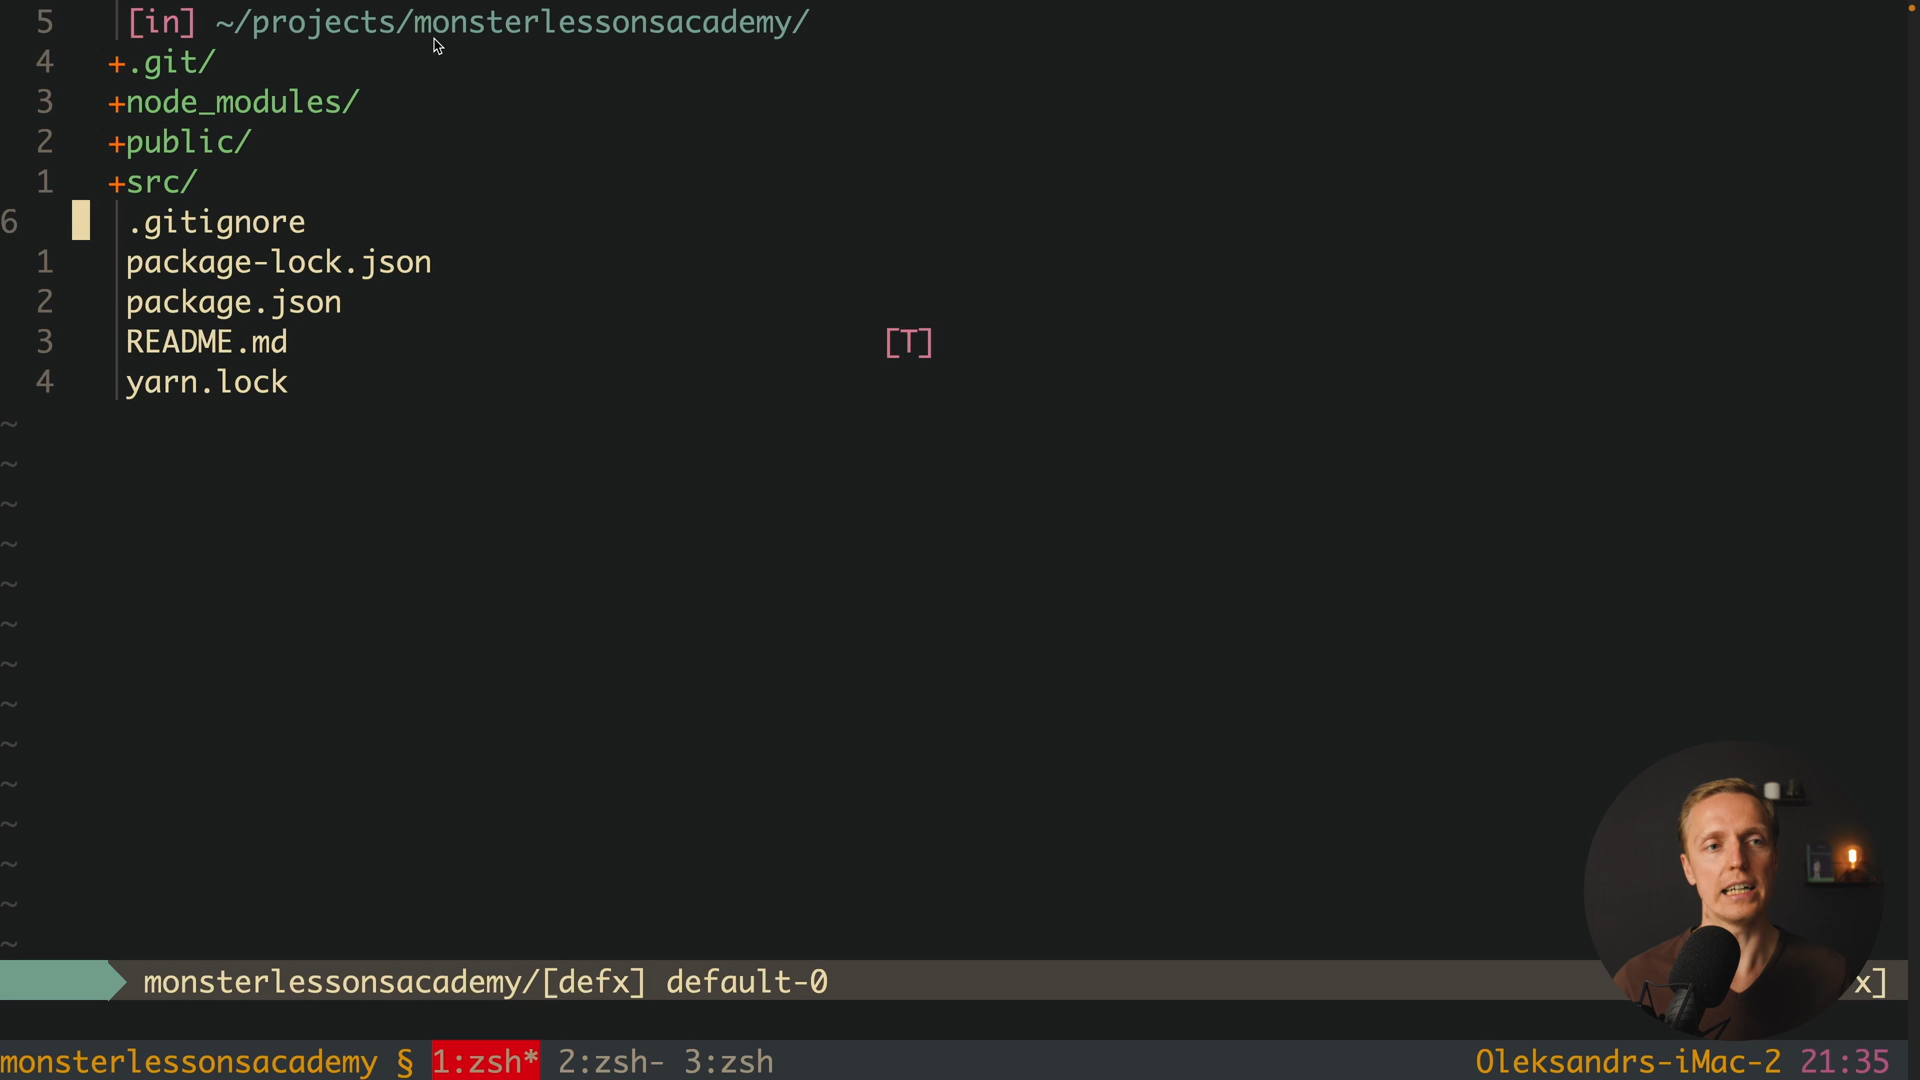 5 [in] ~/projects/monsterlessonsacademy/
4 +.git/
3 +node_modules/
2 +public/
1 +src/
6 .gitignore
1 package-lock.json
2 package.json
3 README.md [T]
4 yarn.lock
~
~
~
~
~
~
~
~
~
~
~
~
~
~
monsterlessonsacademy/[defx] default-0 x]
monsterlessonsacademy § 1:zsh* 2:zsh- 3:zsh Oleksandrs-iMac-2 21:35